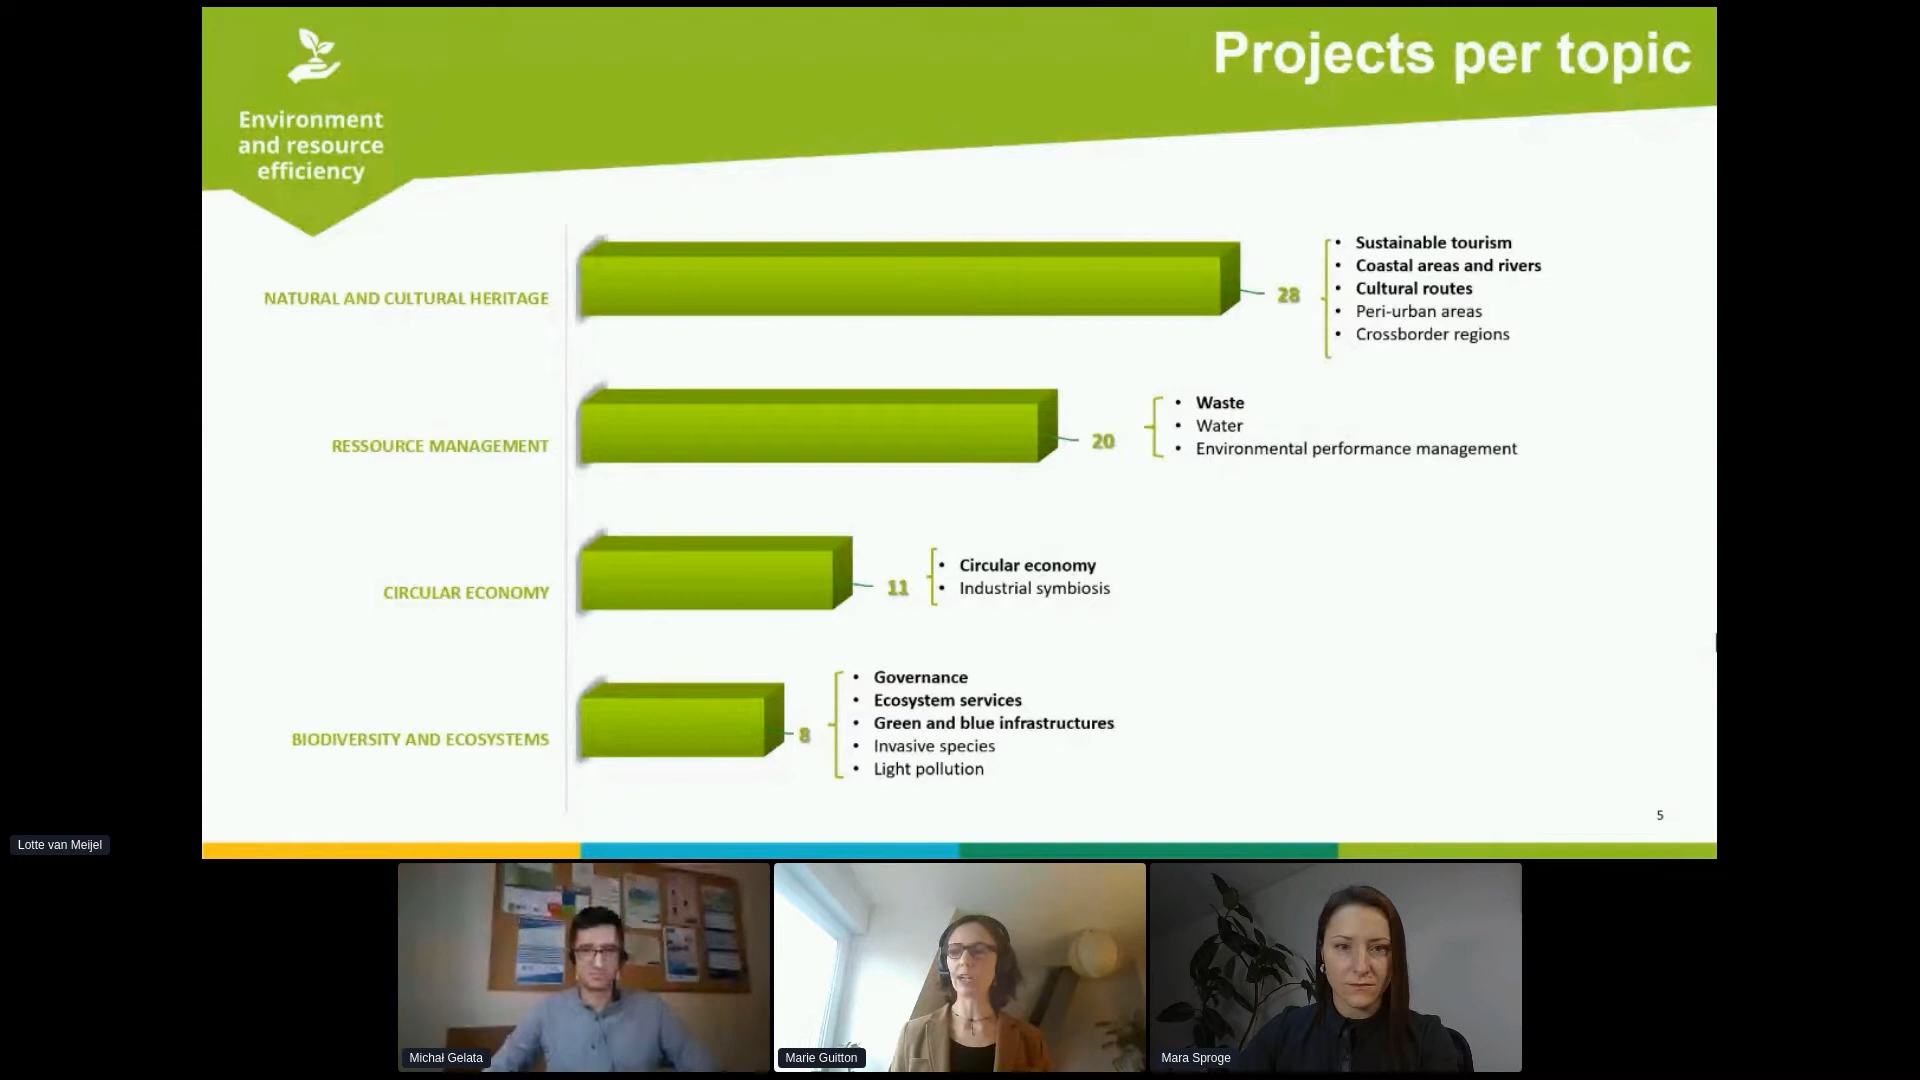 Projects per topic
Environment
and resource
efficiency
NATURAL AND CULTURAL HERITAGE
28
• Sustainable tourism
• Coastal areas and rivers
• Cultural routes
• Peri-urban areas
• Crossborder regions
RESSOURCE MANAGEMENT
20
• Waste
• Water
• Environmental performance management
CIRCULAR ECONOMY
11
• Circular economy
• Industrial symbiosis
BIODIVERSITY AND ECOSYSTEMS
8
• Governance
• Ecosystem services
• Green and blue infrastructures
• Invasive species
• Light pollution
5
Lotte van Meijel
Michał Gelata
Marie Guitton
Mara Sproge